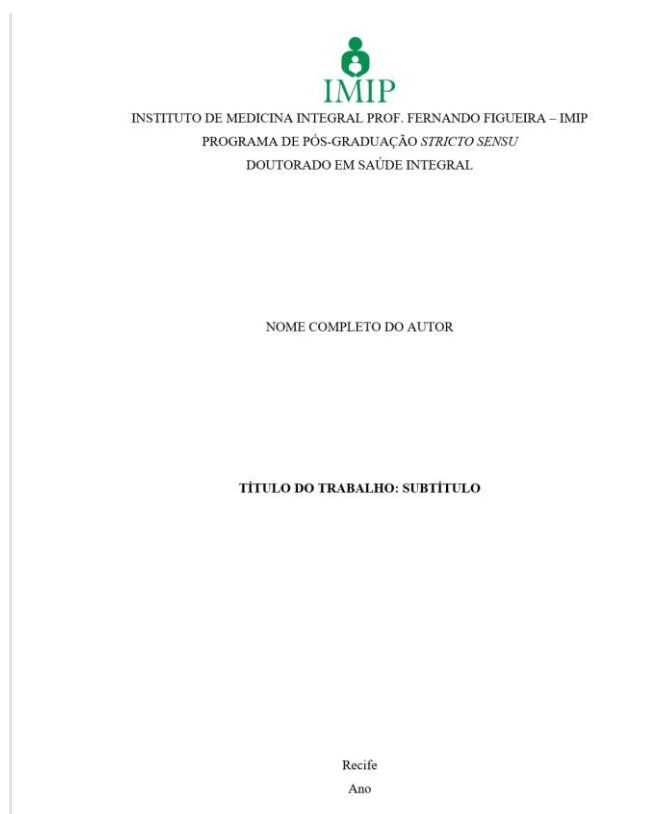 IMIP
INSTITUTO DE MEDICINA INTEGRAL PROF. FERNANDO FIGUEIRA – IMIP
PROGRAMA DE PÓS-GRADUAÇÃO STRICTO SENSU
DOUTORADO EM SAÚDE INTEGRAL
NOME COMPLETO DO AUTOR
TÍTULO DO TRABALHO: SUBTÍTULO
Recife
Ano